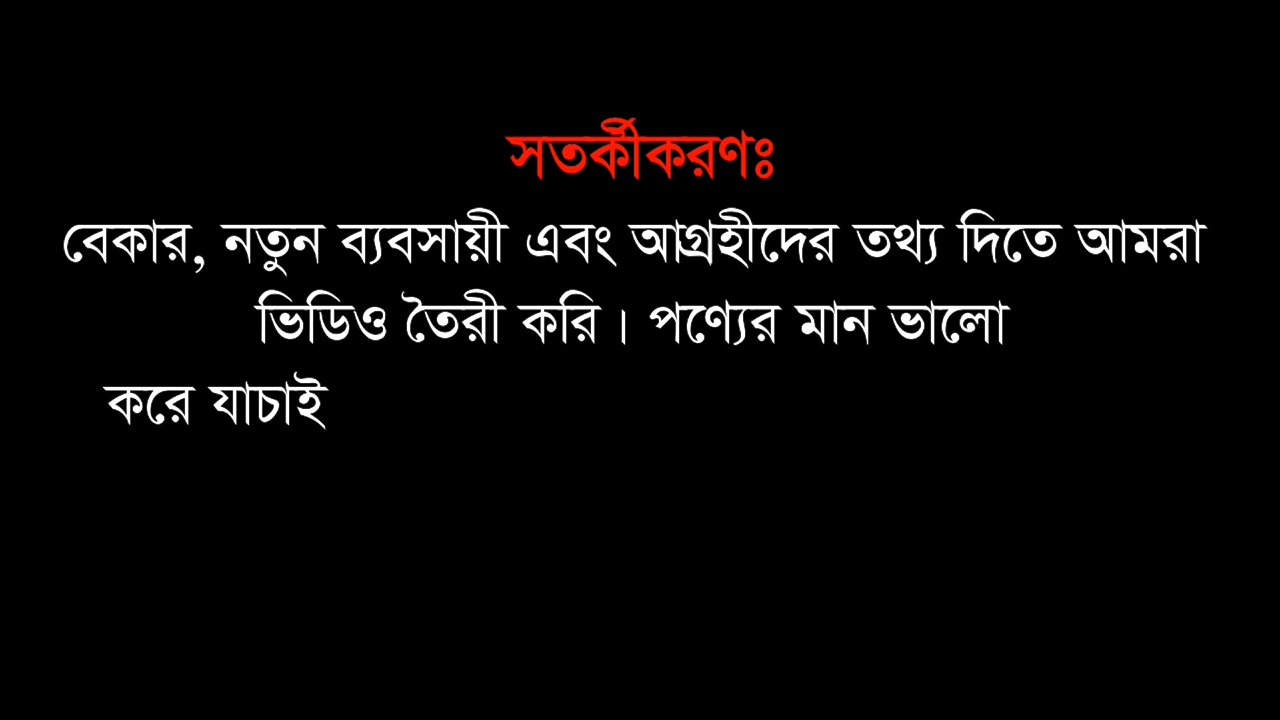 সতর্কীকরণঃ
বেকার, নতুন ব্যবসায়ী এবং আগ্রহীদের তথ্য দিতে আমরা
ভিডিও তৈরী করি। পণ্যের মান ভালো
করে যাচাই